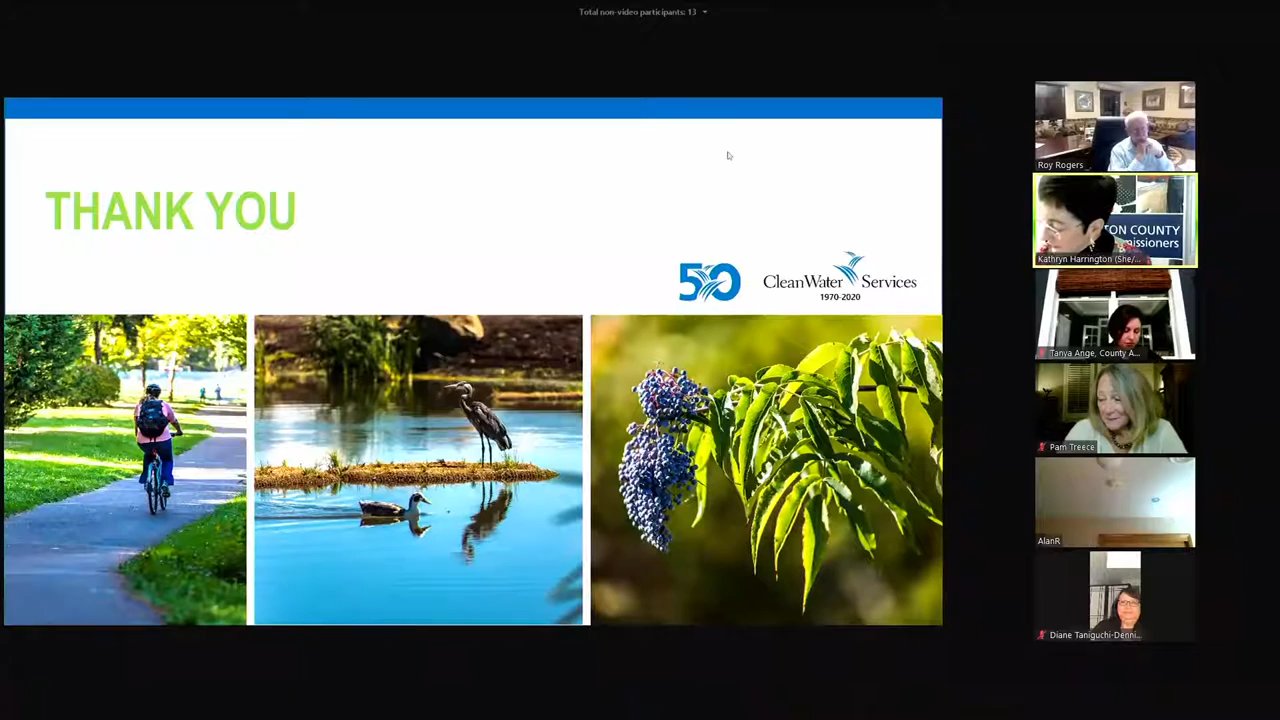 Total non-video participants: 13
THANK YOU
50
CleanWater Services
1970-2020
Roy Rogers
TON COUNTY
missioners
Kathryn Harrington (She/...
Tanya Ange, County A...
Pam Treece
AlanR
Diane Taniguchi-Denni...